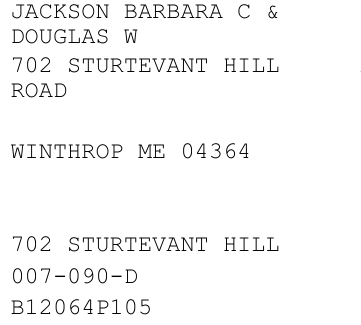 JACKSON BARBARA C &
DOUGLAS W
702 STURTEVANT HILL
ROAD
WINTHROP ME 04364
702 STURTEVANT HILL
007-090-D
B12064P105